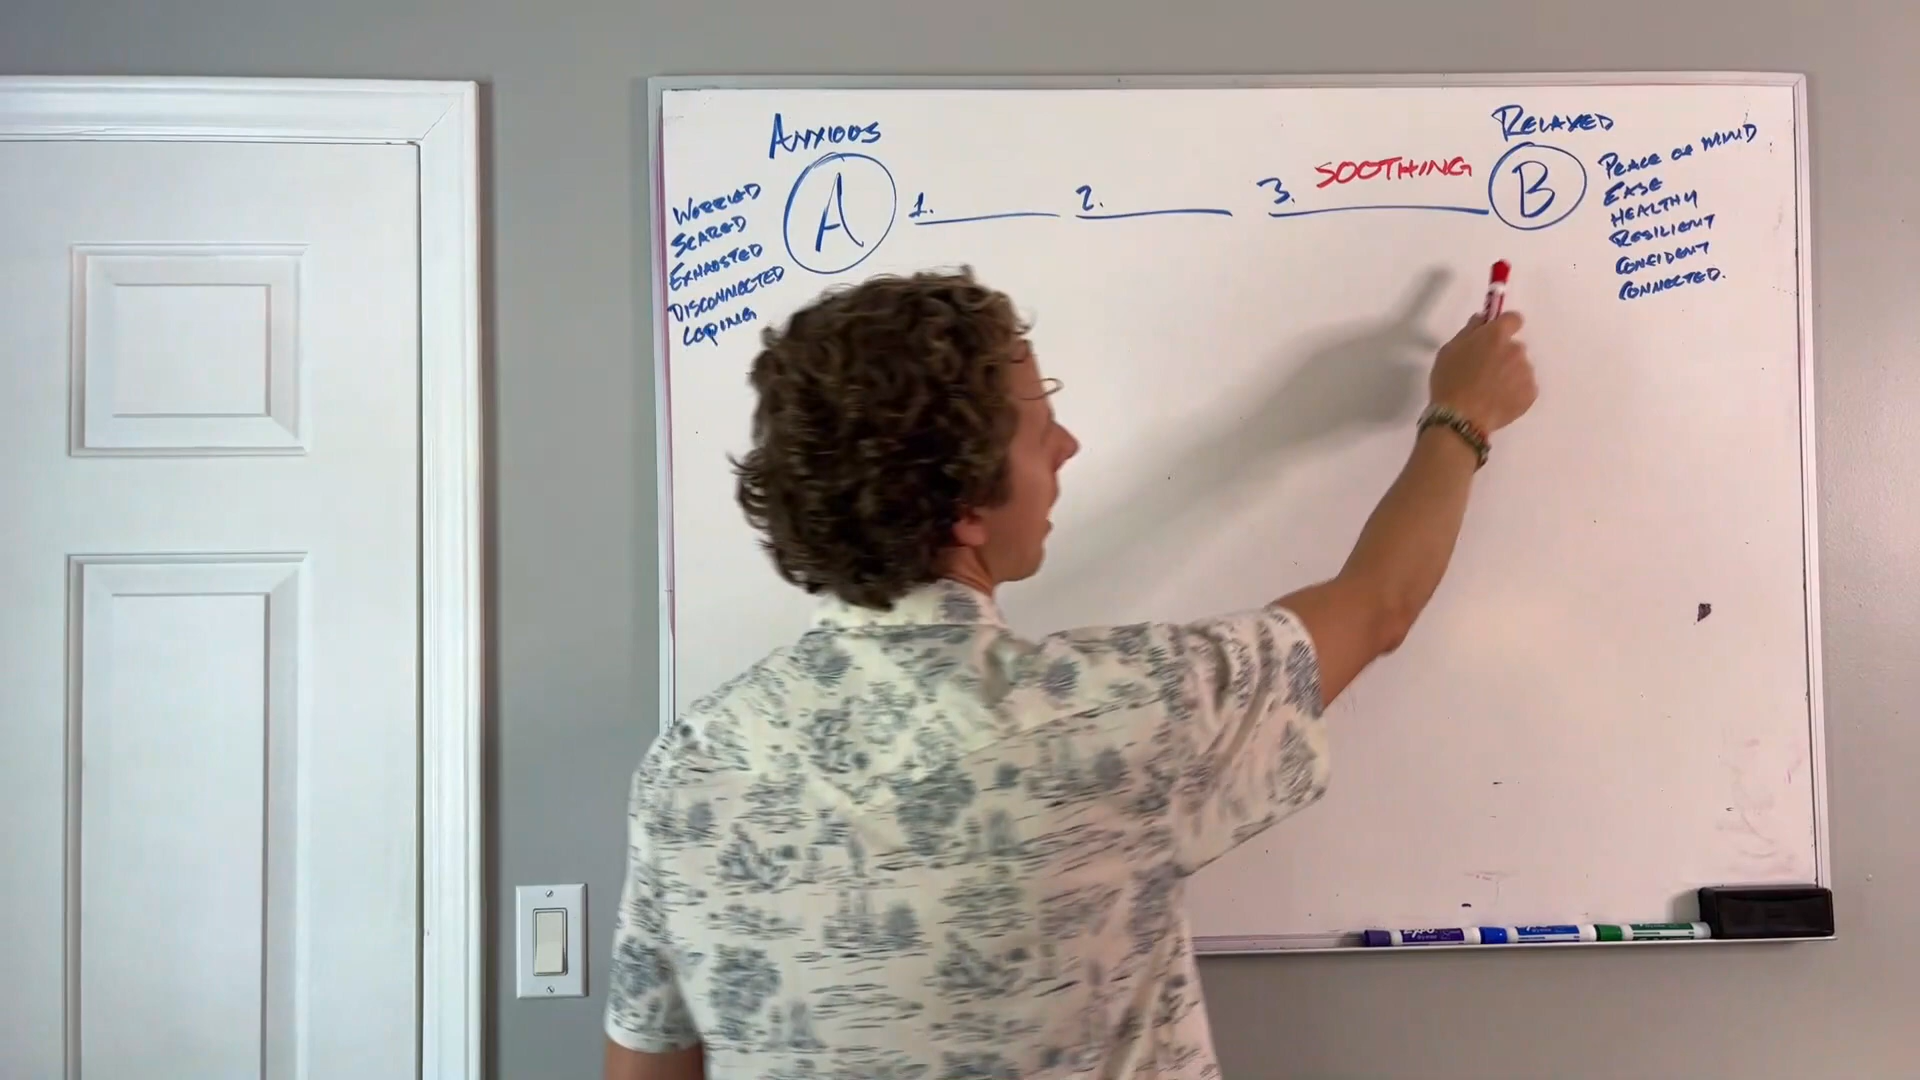 ANXIOUS
A
WORRIED
SCARED
EXHAUSTED
DISCONNECTED
COPING
1.
2.
3. SOOTHING
RELAXED
B
PEACE OF MIND
EASE
HEALTHY
RESILIENT
CONFIDENT
CONNECTED.
EXPO